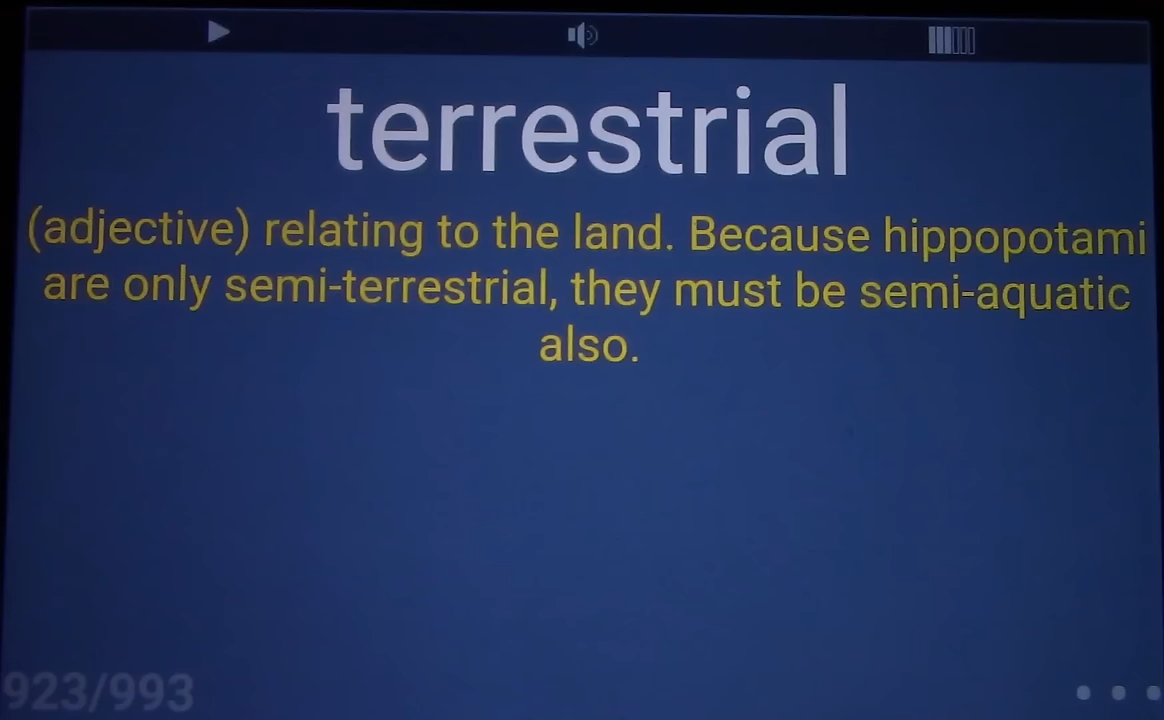 terrestrial
(adjective) relating to the land. Because hippopotami
are only semi-terrestrial, they must be semi-aquatic
also.
923/993